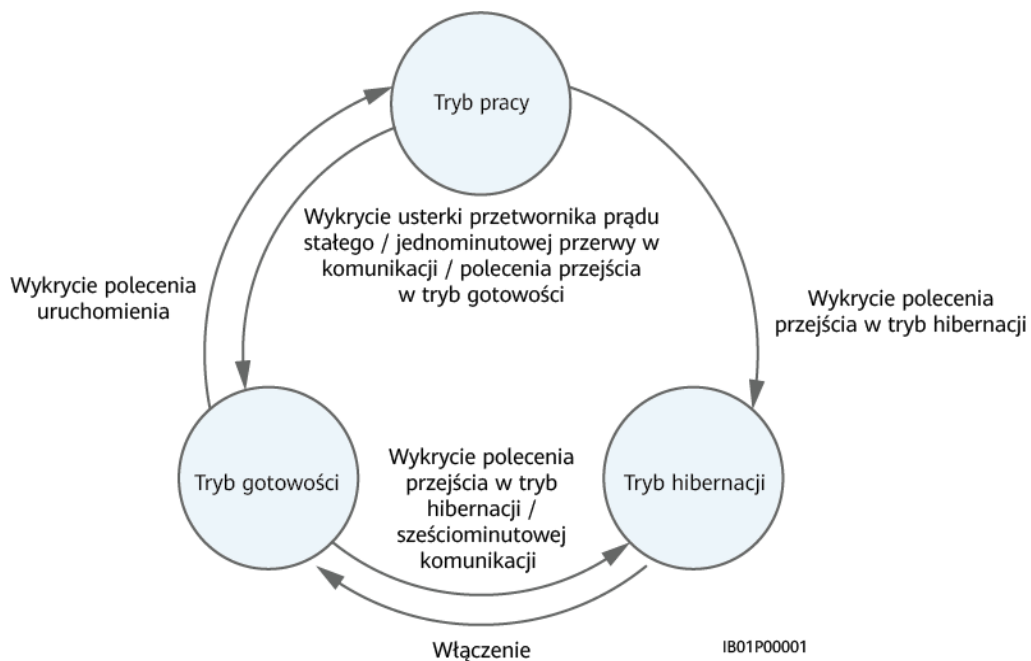 Tryb pracy
Wykrycie usterki przetwornika prądu
stałego / jednominutowej przerwy w
komunikacji / polecenia przejścia
w tryb gotowości
Wykrycie polecenia
uruchomienia
Wykrycie polecenia
przejścia w tryb hibernacji
Tryb gotowości
Wykrycie polecenia
przejścia w tryb
hibernacji /
sześciominutowej
komunikacji
Tryb hibernacji
Włączenie
IB01P00001